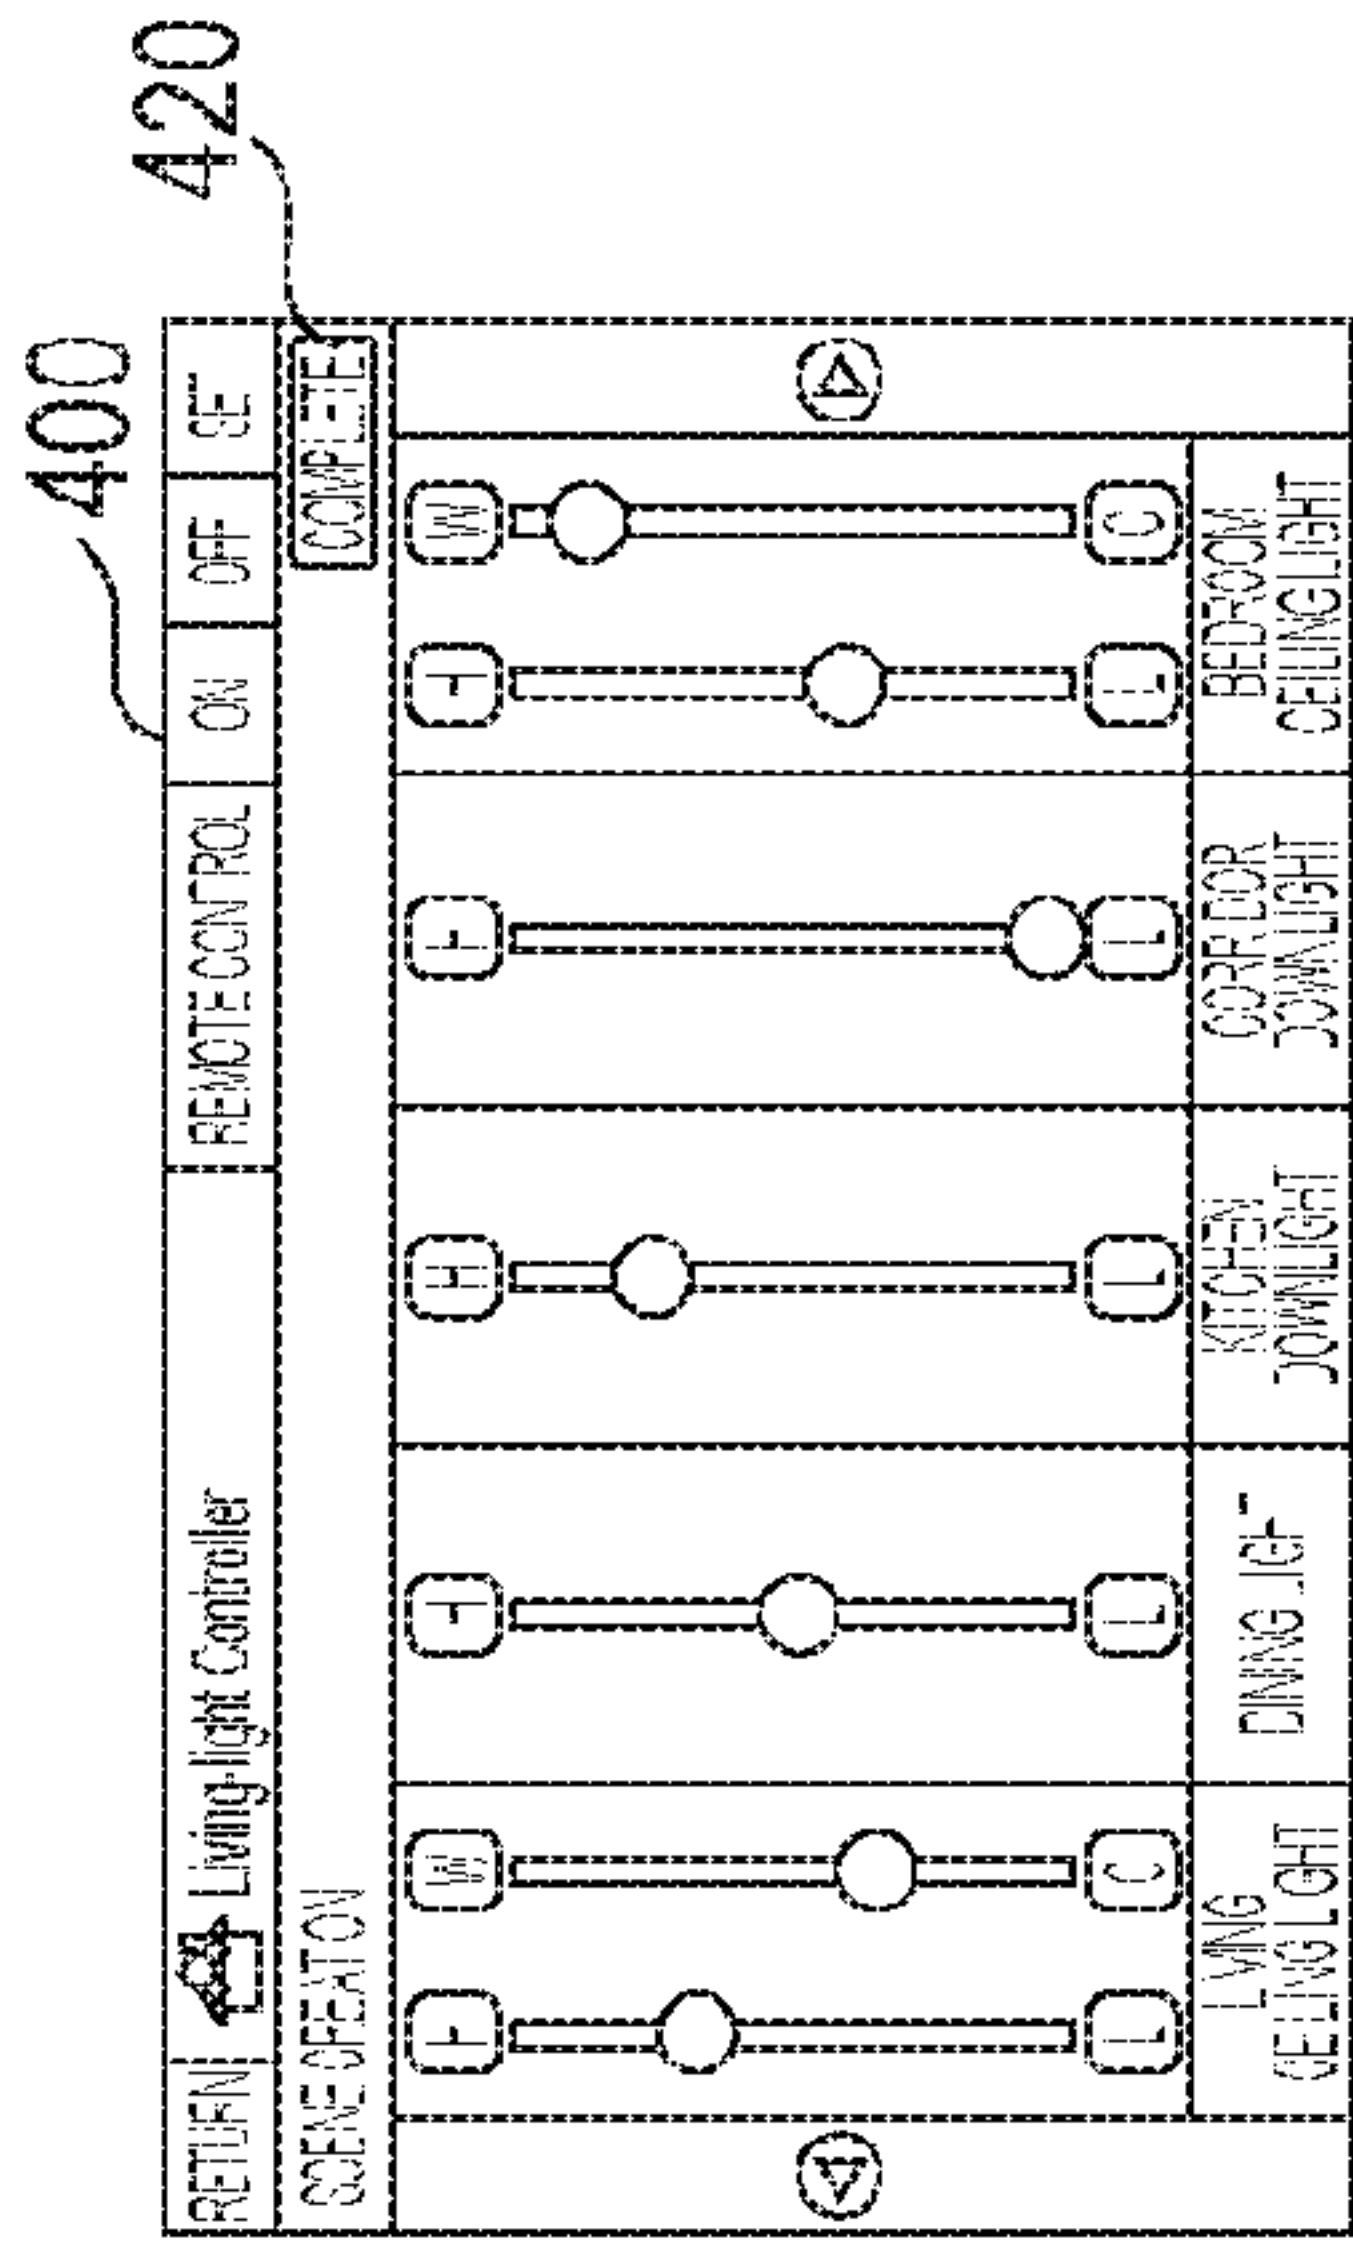 400
420
RETURN
Living-light Controller
REMOTE CONTROL
ON
OFF
SE
SCENE CREATION
COMPLETE
H
W
H
H
H
H
W
L
C
L
L
L
L
C
LIVING
CEILING LIGHT
DINING LIGHT
KITCHEN
DOWNLIGHT
CORRIDOR
DOWNLIGHT
BEDROOM
CEILING LIGHT